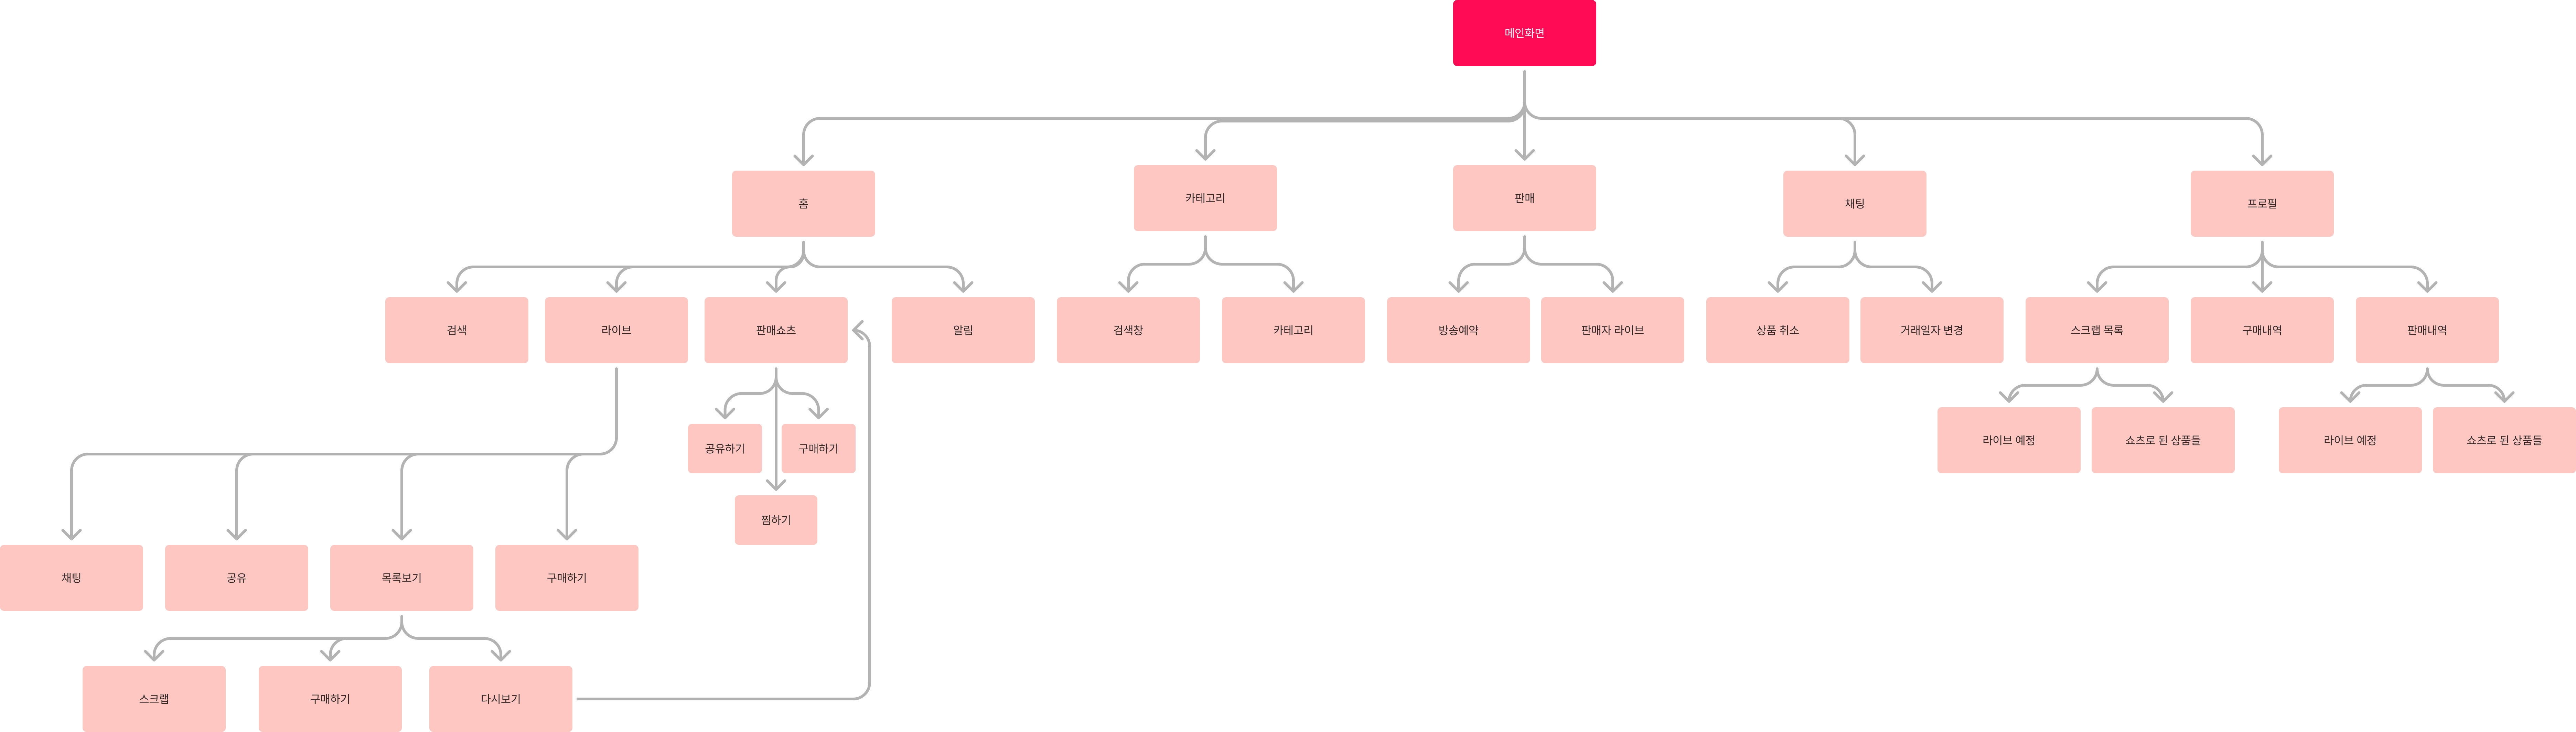 메인화면
홈
카테고리
판매
채팅
프로필
검색
라이브
판매쇼츠
알림
검색창
카테고리
방송예약
판매자 라이브
상품 취소
거래일자 변경
스크랩 목록
구매내역
판매내역
공유하기
구매하기
찜하기
라이브 예정
쇼츠로 된 상품들
라이브 예정
쇼츠로 된 상품들
채팅
공유
목록보기
구매하기
스크랩
구매하기
다시보기